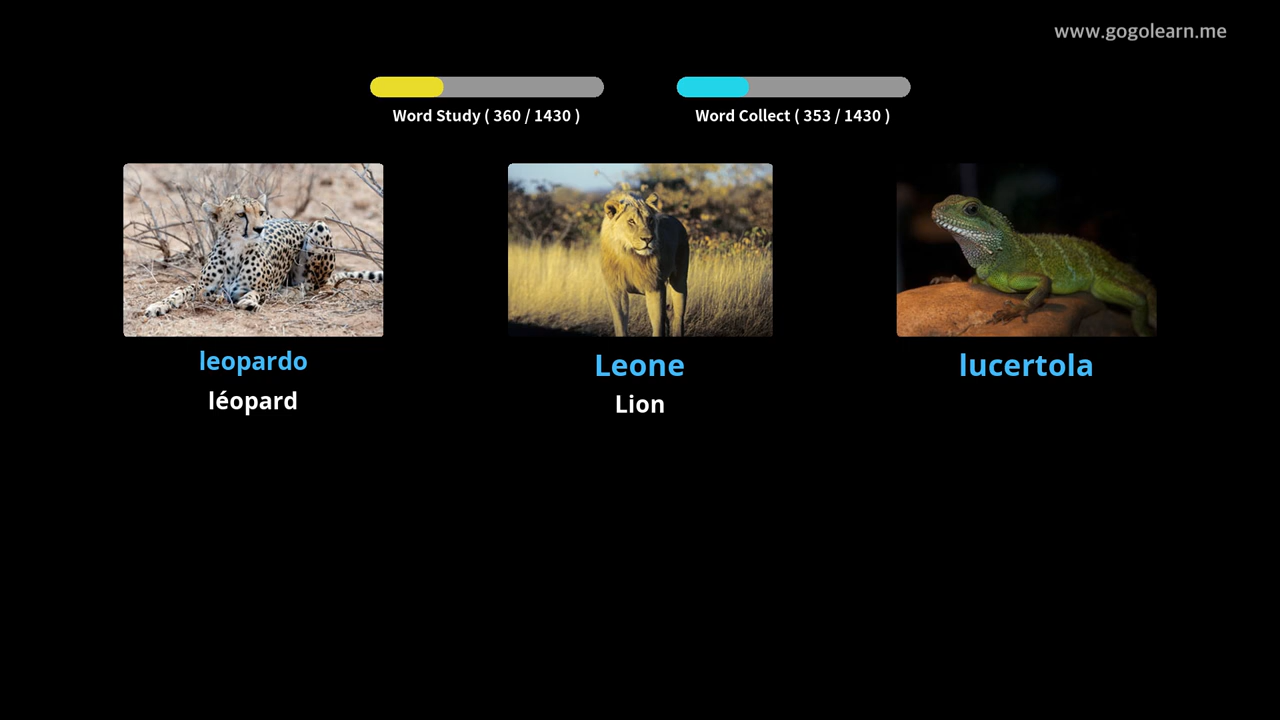 www.gogolearn.me
Word Study ( 360 / 1430 )
Word Collect ( 353 / 1430 )
leopardo
léopard
Leone
Lion
lucertola